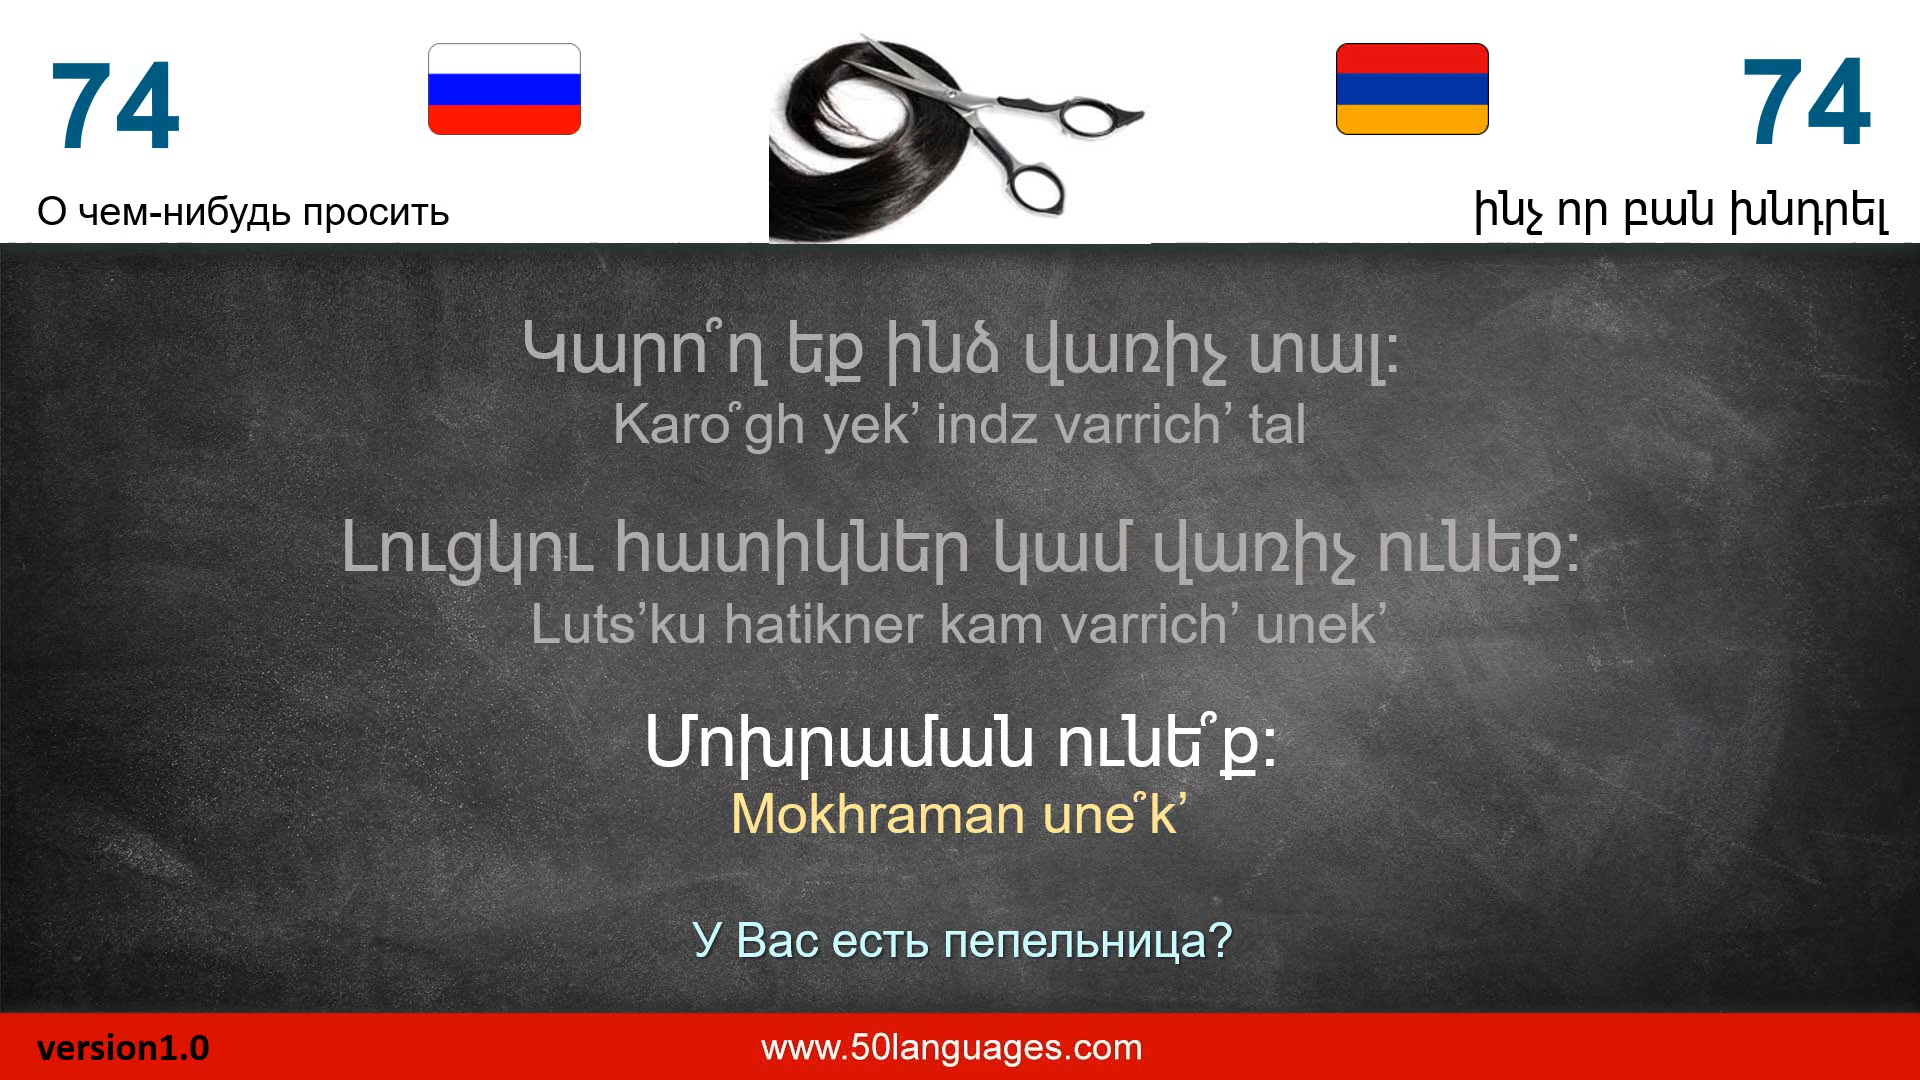 74
74
О чем-нибудь просить
ինչ որ բան խնդրել
Կարո՞ղ եք ինձ վառիչ տալ:
Karo՞gh yek’ indz varrich’ tal
Լուցկու հատիկներ կամ վառիչ ունեք:
Luts’ku hatikner kam varrich’ unek’
Մոխրաման ունե՞ք:
Mokhraman une՞k’
У Вас есть пепельница?
version1.0
www.50languages.com